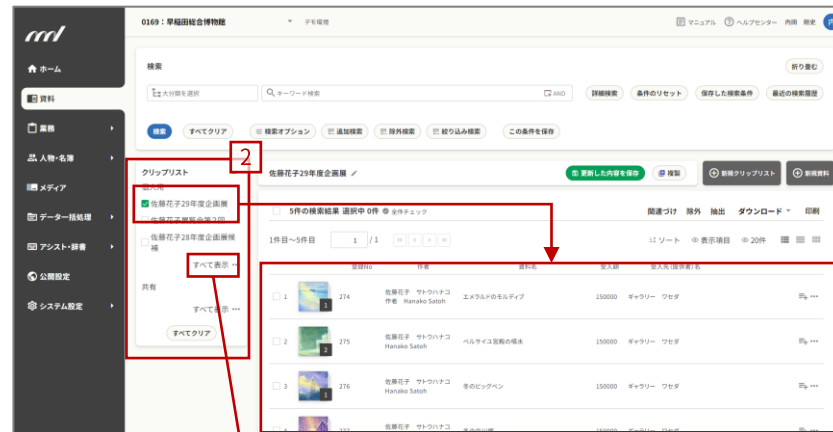 0169：早稲田総合博物館
デモ環境
マニュアル
ヘルプセンター
内田 剛史
ホーム
資料
業務
人物・名簿
メディア
データ一括処理
アシスト・辞書
公開設定
システム設定
検索
折り畳む
大分類を選択
キーワード検索
AND
詳細検索
条件のリセット
保存した検索条件
最近の検索履歴
検索
すべてクリア
検索オプション
追加検索
除外検索
絞り込み検索
この条件を保存
クリップリスト
2
佐藤花子29年度企画展
佐藤花子展覧会第2回
佐藤花子28年度企画展候
補
すべて表示
共有
すべて表示
すべてクリア
佐藤花子29年度企画展
更新した内容を保存
複製
新規クリップリスト
新規資料
5件の検索結果 選択中 0件
全件チェック
関連づけ
除外
抽出
ダウンロード
印刷
1件目～5件目
1
/ 1
ソート
表示項目
20件
登録No
作者
資料名
受入額
受入先(提供者)名
1
1
274
佐藤花子 サトウハナコ
作者 Hanako Satoh
エメラルドのモルディブ
150000
ギャラリー ワセダ
2
2
275
佐藤花子 サトウハナコ
Hanako Satoh
ベルサイユ宮殿の噴水
150000
ギャラリー ワセダ
3
1
276
佐藤花子 サトウハナコ
Hanako Satoh
冬のビッグベン
150000
ギャラリー ワセダ
佐藤花子 サトウハナコ